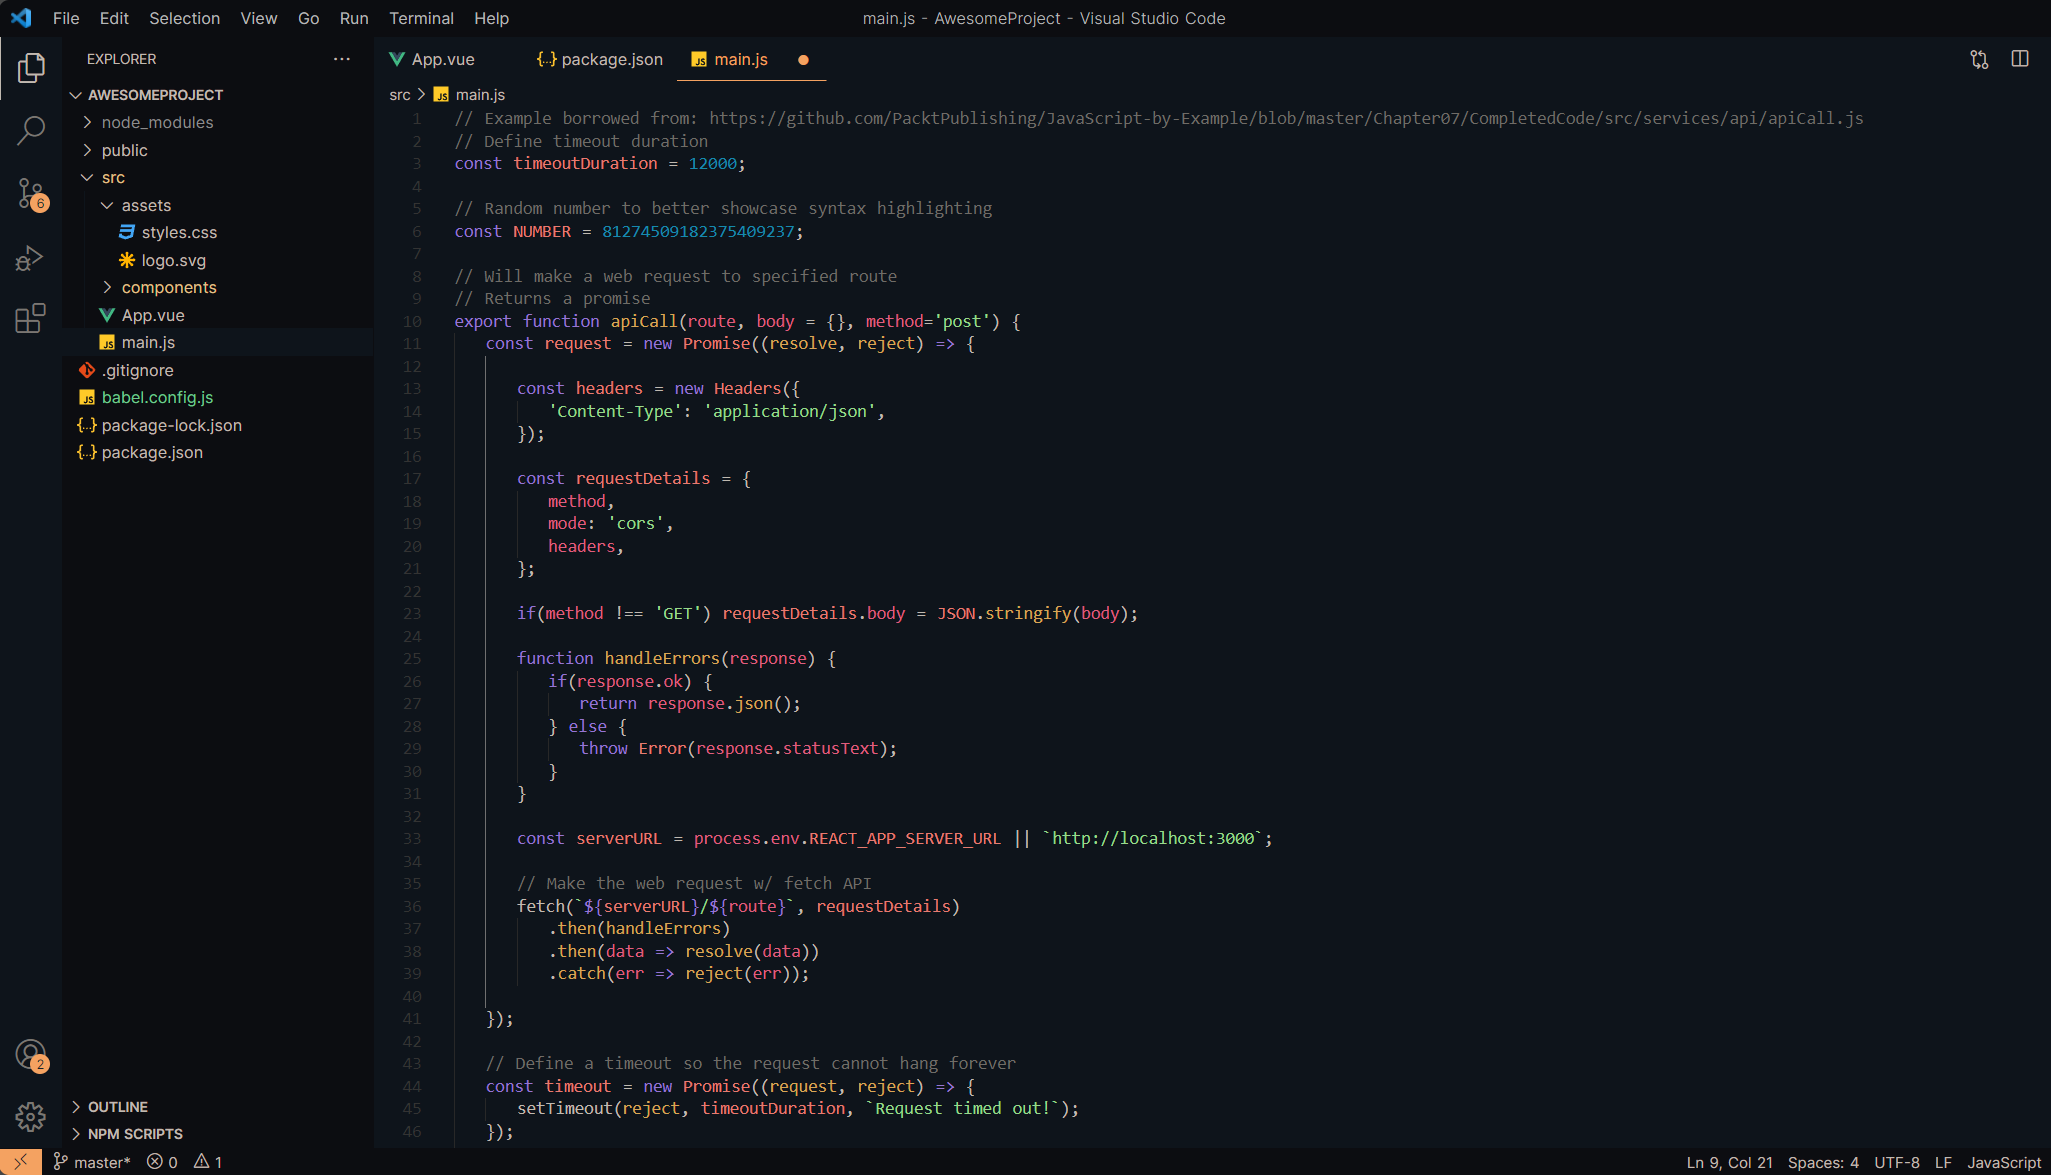 File Edit Selection View Go Run Terminal Help
main.js - AwesomeProject - Visual Studio Code
EXPLORER
AWESOMEPROJECT
node_modules
public
src
assets
styles.css
logo.svg
components
App.vue
main.js
.gitignore
babel.config.js
package-lock.json
package.json
OUTLINE
NPM SCRIPTS
6
2
App.vue package.json main.js
src > main.js
1 // Example borrowed from: https://github.com/PacktPublishing/JavaScript-by-Example/blob/master/Chapter07/CompletedCode/src/services/api/apiCall.js
2 // Define timeout duration
3 const timeoutDuration = 12000;
4
5 // Random number to better showcase syntax highlighting
6 const NUMBER = 81274509182375409237;
7
8 // Will make a web request to specified route
9 // Returns a promise
10 export function apiCall(route, body = {}, method='post') {
11 const request = new Promise((resolve, reject) => {
12
13 const headers = new Headers({
14 'Content-Type': 'application/json',
15 });
16
17 const requestDetails = {
18 method,
19 mode: 'cors',
20 headers,
21 };
22
23 if(method !== 'GET') requestDetails.body = JSON.stringify(body);
24
25 function handleErrors(response) {
26 if(response.ok) {
27 return response.json();
28 } else {
29 throw Error(response.statusText);
30 }
31 }
32
33 const serverURL = process.env.REACT_APP_SERVER_URL || `http://localhost:3000`;
34
35 // Make the web request w/ fetch API
36 fetch(`${serverURL}/${route}`, requestDetails)
37 .then(handleErrors)
38 .then(data => resolve(data))
39 .catch(err => reject(err));
40
41 });
42
43 // Define a timeout so the request cannot hang forever
44 const timeout = new Promise((request, reject) => {
45 setTimeout(reject, timeoutDuration, `Request timed out!`);
46 });
master* 0 1
Ln 9, Col 21 Spaces: 4 UTF-8 LF JavaScript